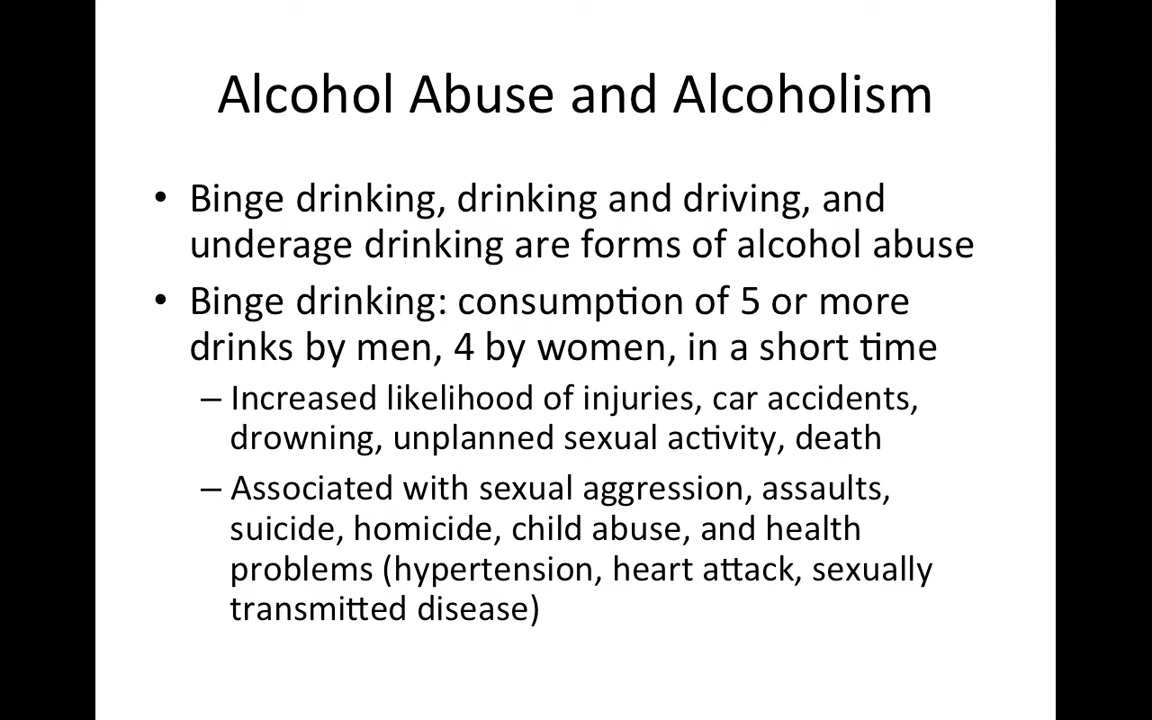 Alcohol Abuse and Alcoholism
• Binge drinking, drinking and driving, and
underage drinking are forms of alcohol abuse
• Binge drinking: consumption of 5 or more
drinks by men, 4 by women, in a short time
– Increased likelihood of injuries, car accidents,
drowning, unplanned sexual activity, death
– Associated with sexual aggression, assaults,
suicide, homicide, child abuse, and health
problems (hypertension, heart attack, sexually
transmitted disease)